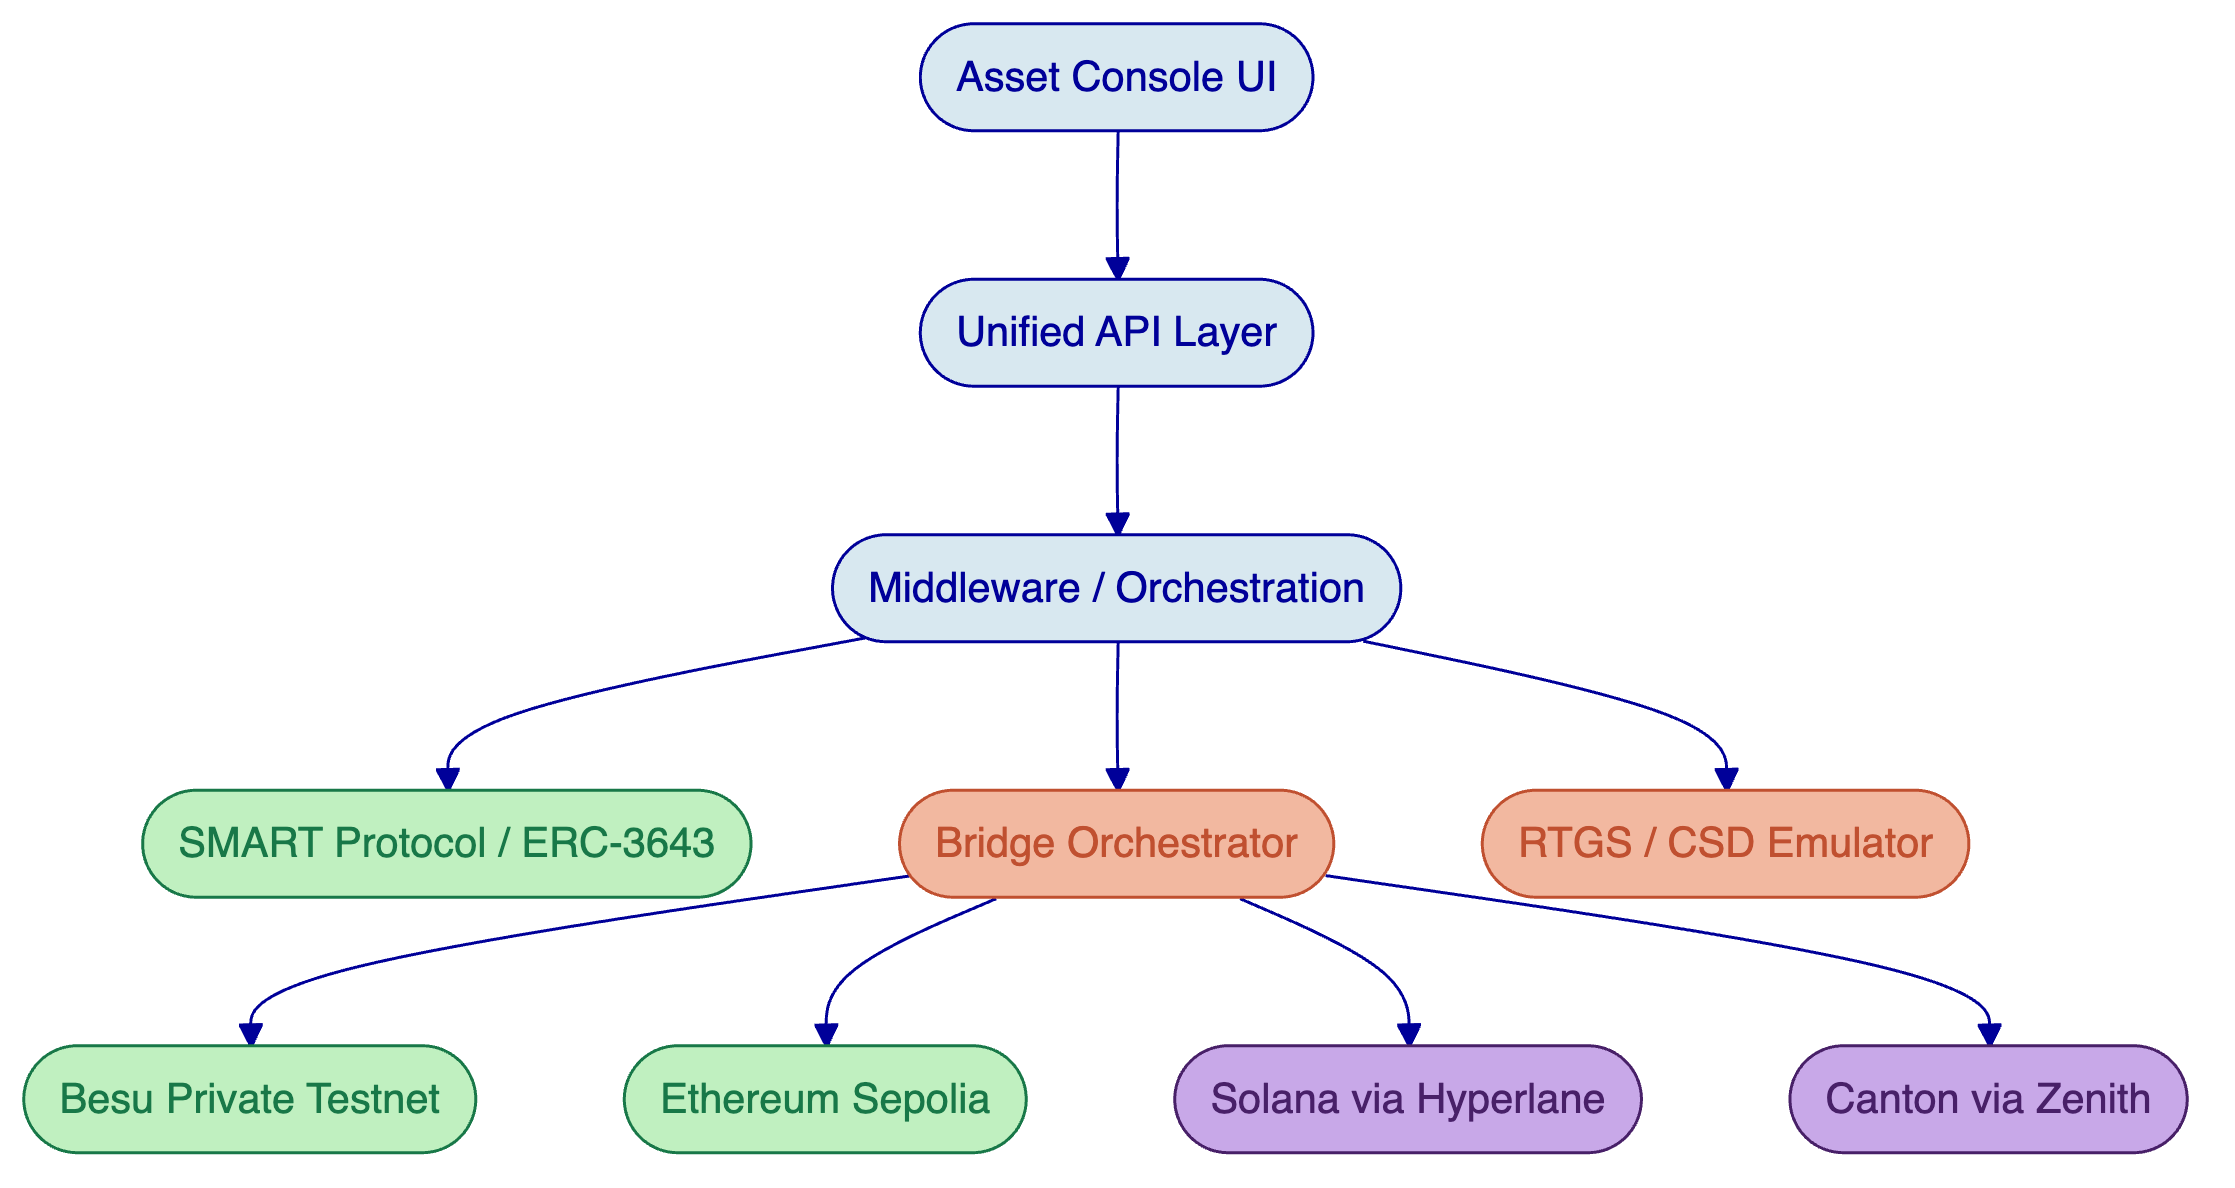 Asset Console UI
Unified API Layer
Middleware / Orchestration
SMART Protocol / ERC-3643
Bridge Orchestrator
RTGS / CSD Emulator
Besu Private Testnet
Ethereum Sepolia
Solana via Hyperlane
Canton via Zenith